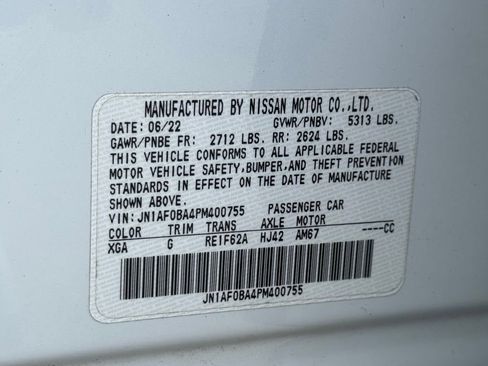 MANUFACTURED BY NISSAN MOTOR CO.,LTD.
DATE: 06/22 GVWR/PNBV: 5313 LBS.
GAWR/PNBE FR: 2712 LBS. RR: 2624 LBS.
THIS VEHICLE CONFORMS TO ALL APPLICABLE FEDERAL
MOTOR VEHICLE SAFETY,BUMPER,AND THEFT PREVENTION
STANDARDS IN EFFECT ON THE DATE OF MANUFACTURE
SHOWN ABOVE.
VIN: JN1AF0BA4PM400755 PASSENGER CAR
COLOR TRIM TRANS AXLE MOTOR
XGA G RE1F62A HJ42 AM67 ----CC
JN1AF0BA4PM400755